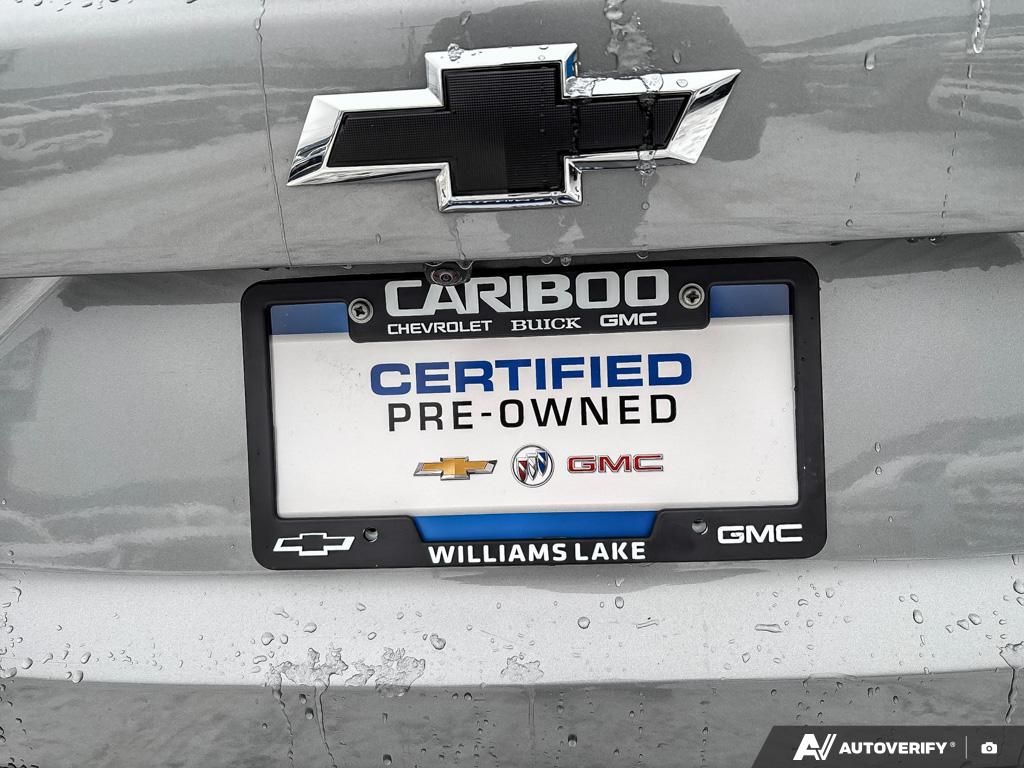 CARIBOO
CHEVROLET BUICK GMC
CERTIFIED
PRE-OWNED
GMC
GMC
WILLIAMS LAKE
AUTOVERIFY®